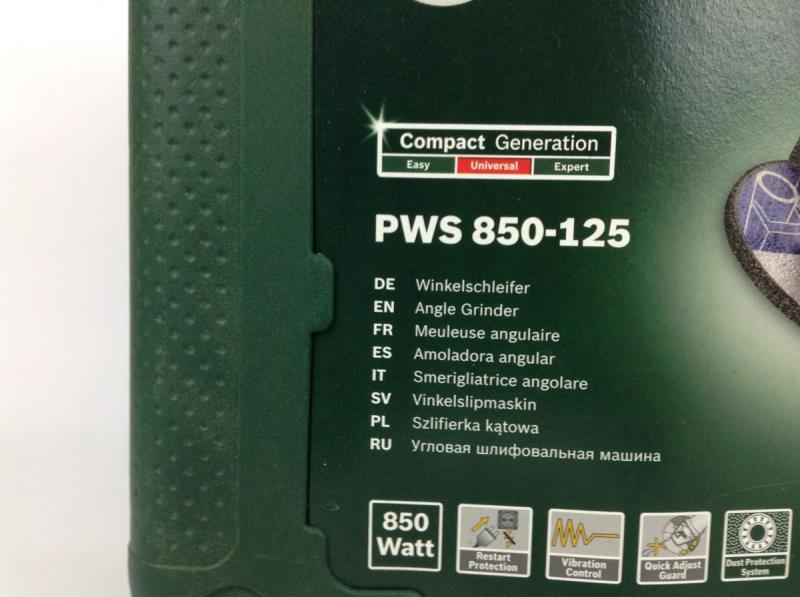 Compact Generation
Easy Universal Expert
PWS 850-125
DE Winkelschleifer
EN Angle Grinder
FR Meuleuse angulaire
ES Amoladora angular
IT Smerigliatrice angolare
SV Vinkelslipmaskin
PL Szlifierka kątowa
RU Угловая шлифовальная машина
850
Watt
Restart
Protection
Vibration
Control
Quick Adjust
Guard
Dust Protection
System